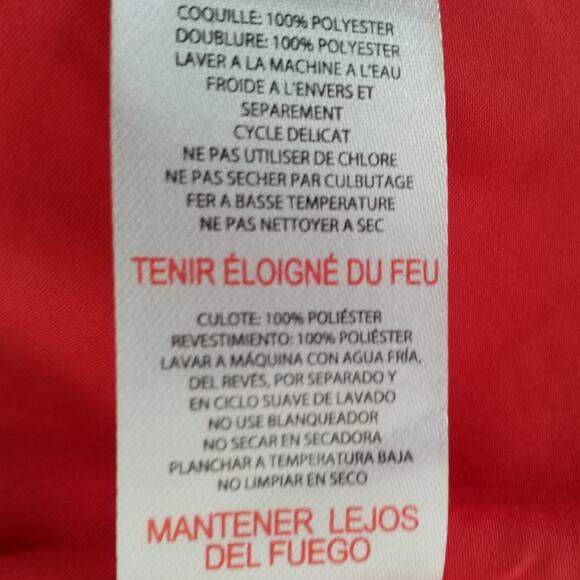 COQUILLE: 100% POLYESTER
DOUBLURE: 100% POLYESTER
LAVER A LA MACHINE A L'EAU
FROIDE A L'ENVERS ET
SEPAREMENT
CYCLE DELICAT
NE PAS UTILISER DE CHLORE
NE PAS SECHER PAR CULBUTAGE
FER A BASSE TEMPERATURE
NE PAS NETTOYER A SEC
TENIR ÉLOIGNÉ DU FEU
CULOTE: 100% POLIÉSTER
REVESTIMIENTO: 100% POLIÉSTER
LAVAR A MÁQUINA CON AGUA FRÍA,
DEL REVÉS, POR SEPARADO Y
EN CICLO SUAVE DE LAVADO
NO USE BLANQUEADOR
NO SECAR EN SECADORA
PLANCHAR A TEMPERATURA BAJA
NO LIMPIAR EN SECO
MANTENER LEJOS
DEL FUEGO